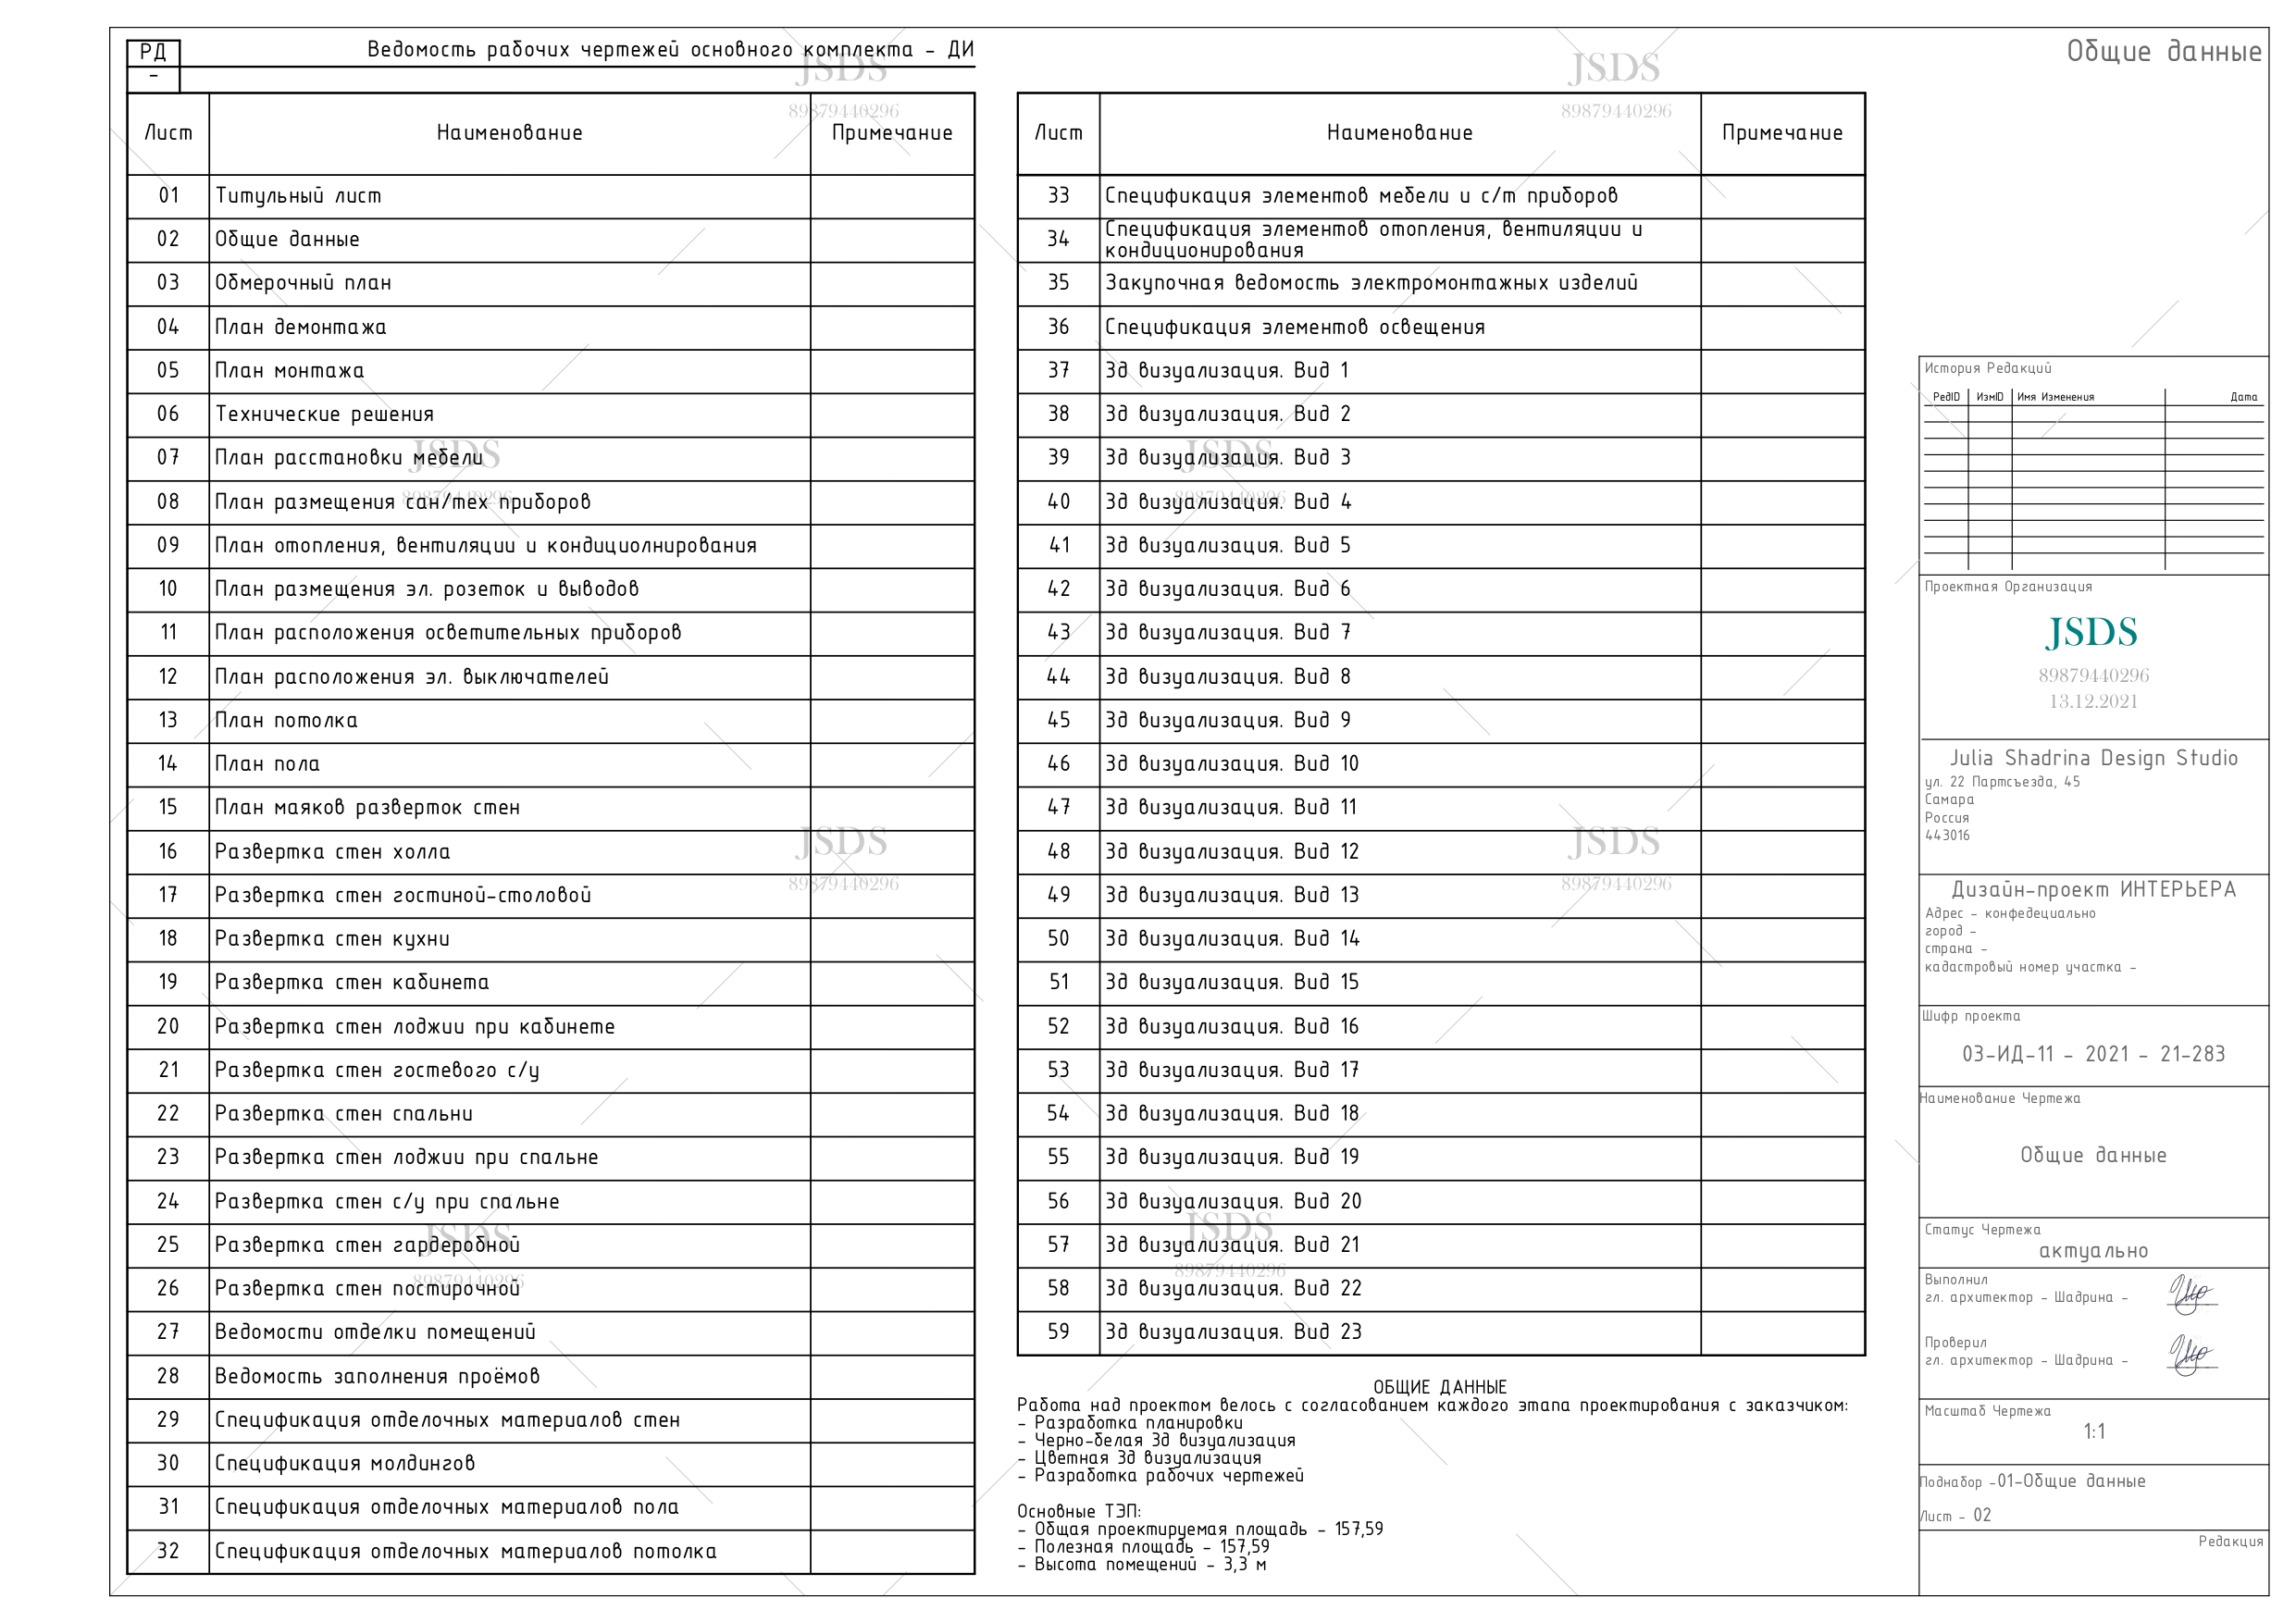 РД
-
Ведомость рабочих чертежей основного комплекта - ДИ
Общие данные
Лист Наименование Примечание
01 Титульный лист
02 Общие данные
03 Обмерочный план
04 План демонтажа
05 План монтажа
06 Технические решения
07 План расстановки мебели
08 План размещения сан/тех приборов
09 План отопления, вентиляции и кондициолнирования
10 План размещения эл. розеток и выводов
11 План расположения осветительных приборов
12 План расположения эл. выключателей
13 План потолка
14 План пола
15 План маяков разверток стен
16 Развертка стен холла
17 Развертка стен гостиной-столовой
18 Развертка стен кухни
19 Развертка стен кабинета
20 Развертка стен лоджии при кабинете
21 Развертка стен гостевого с/у
22 Развертка стен спальни
23 Развертка стен лоджии при спальне
24 Развертка стен с/у при спальне
25 Развертка стен гардеробной
26 Развертка стен постирочной
27 Ведомости отделки помещений
28 Ведомость заполнения проёмов
29 Спецификация отделочных материалов стен
30 Спецификация молдингов
31 Спецификация отделочных материалов пола
32 Спецификация отделочных материалов потолка
Лист Наименование Примечание
33 Спецификация элементов мебели и с/т приборов
34 Спецификация элементов отопления, вентиляции и
кондиционирования
35 Закупочная ведомость электромонтажных изделий
36 Спецификация элементов освещения
37 3д визуализация. Вид 1
38 3д визуализация. Вид 2
39 3д визуализация. Вид 3
40 3д визуализация. Вид 4
41 3д визуализация. Вид 5
42 3д визуализация. Вид 6
43 3д визуализация. Вид 7
44 3д визуализация. Вид 8
45 3д визуализация. Вид 9
46 3д визуализация. Вид 10
47 3д визуализация. Вид 11
48 3д визуализация. Вид 12
49 3д визуализация. Вид 13
50 3д визуализация. Вид 14
51 3д визуализация. Вид 15
52 3д визуализация. Вид 16
53 3д визуализация. Вид 17
54 3д визуализация. Вид 18
55 3д визуализация. Вид 19
56 3д визуализация. Вид 20
57 3д визуализация. Вид 21
58 3д визуализация. Вид 22
59 3д визуализация. Вид 23
ОБЩИЕ ДАННЫЕ
Работа над проектом велось с согласованием каждого этапа проектирования с заказчиком:
- Разработка планировки
- Черно-белая 3д визуализация
- Цветная 3д визуализация
- Разработка рабочих чертежей
Основные ТЭП:
- Общая проектируемая площадь - 157,59
- Полезная площадь - 157,59
- Высота помещений - 3,3 м
История Редакций
РедID ИзмID Имя Изменения Дата
Проектная Организация
JSDS
89879440296
13.12.2021
Julia Shadrina Design Studio
ул. 22 Партсъезда, 45
Самара
Россия
443016
Дизайн-проект ИНТЕРЬЕРА
Адрес - конфедециально
город -
страна -
кадастровый номер участка -
Шифр проекта
03-ИД-11 - 2021 - 21-283
Наименование Чертежа
Общие данные
Статус Чертежа
актуально
Выполнил
гл. архитектор - Шадрина -
Проверил
гл. архитектор - Шадрина -
Масштаб Чертежа
1:1
Поднабор -01-Общие данные
Лист - 02
Редакция
JSDS
89879440296
JSDS
89879440296
JSDS
89879440296
JSDS
89879440296
JSDS
89879440296
JSDS
89879440296
JSDS
89879440296
JSDS
89879440296